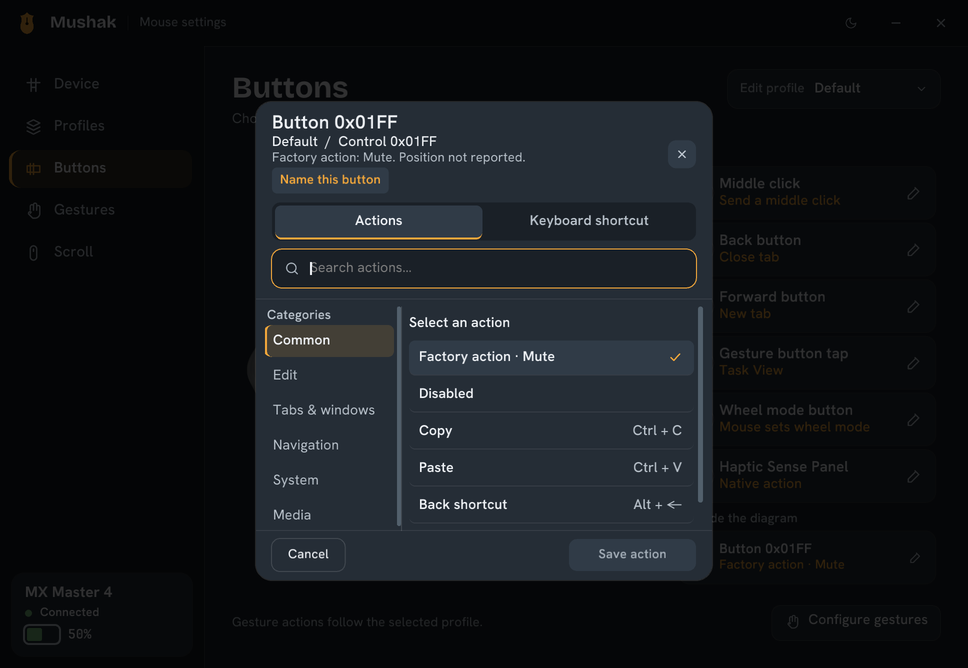 Mushak
Mouse settings
Device
Profiles
Buttons
Gestures
Scroll
MX Master 4
Connected
50%
Buttons
Cho
Edit profile Default
Button 0x01FF
Default / Control 0x01FF
Factory action: Mute. Position not reported.
Name this button
Actions
Keyboard shortcut
Search actions...
Categories
Common
Edit
Tabs & windows
Navigation
System
Media
Select an action
Factory action · Mute
Disabled
Copy Ctrl + C
Paste Ctrl + V
Back shortcut Alt + ←
Cancel
Save action
Middle click
Send a middle click
Back button
Close tab
Forward button
New tab
Gesture button tap
Task View
Wheel mode button
Mouse sets wheel mode
Haptic Sense Panel
Native action
de the diagram
Button 0x01FF
Factory action · Mute
Gesture actions follow the selected profile.
Configure gestures